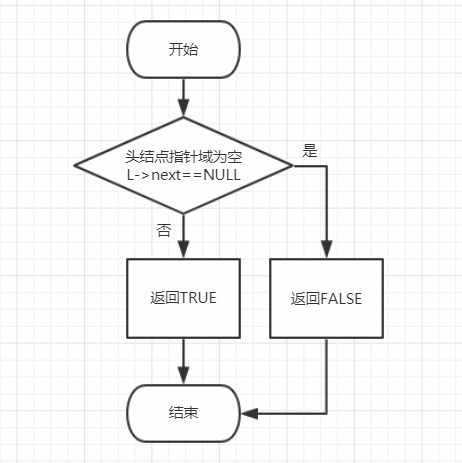 开始
头结点指针域为空
L->next==NULL
是
否
返回TRUE
返回FALSE
结束